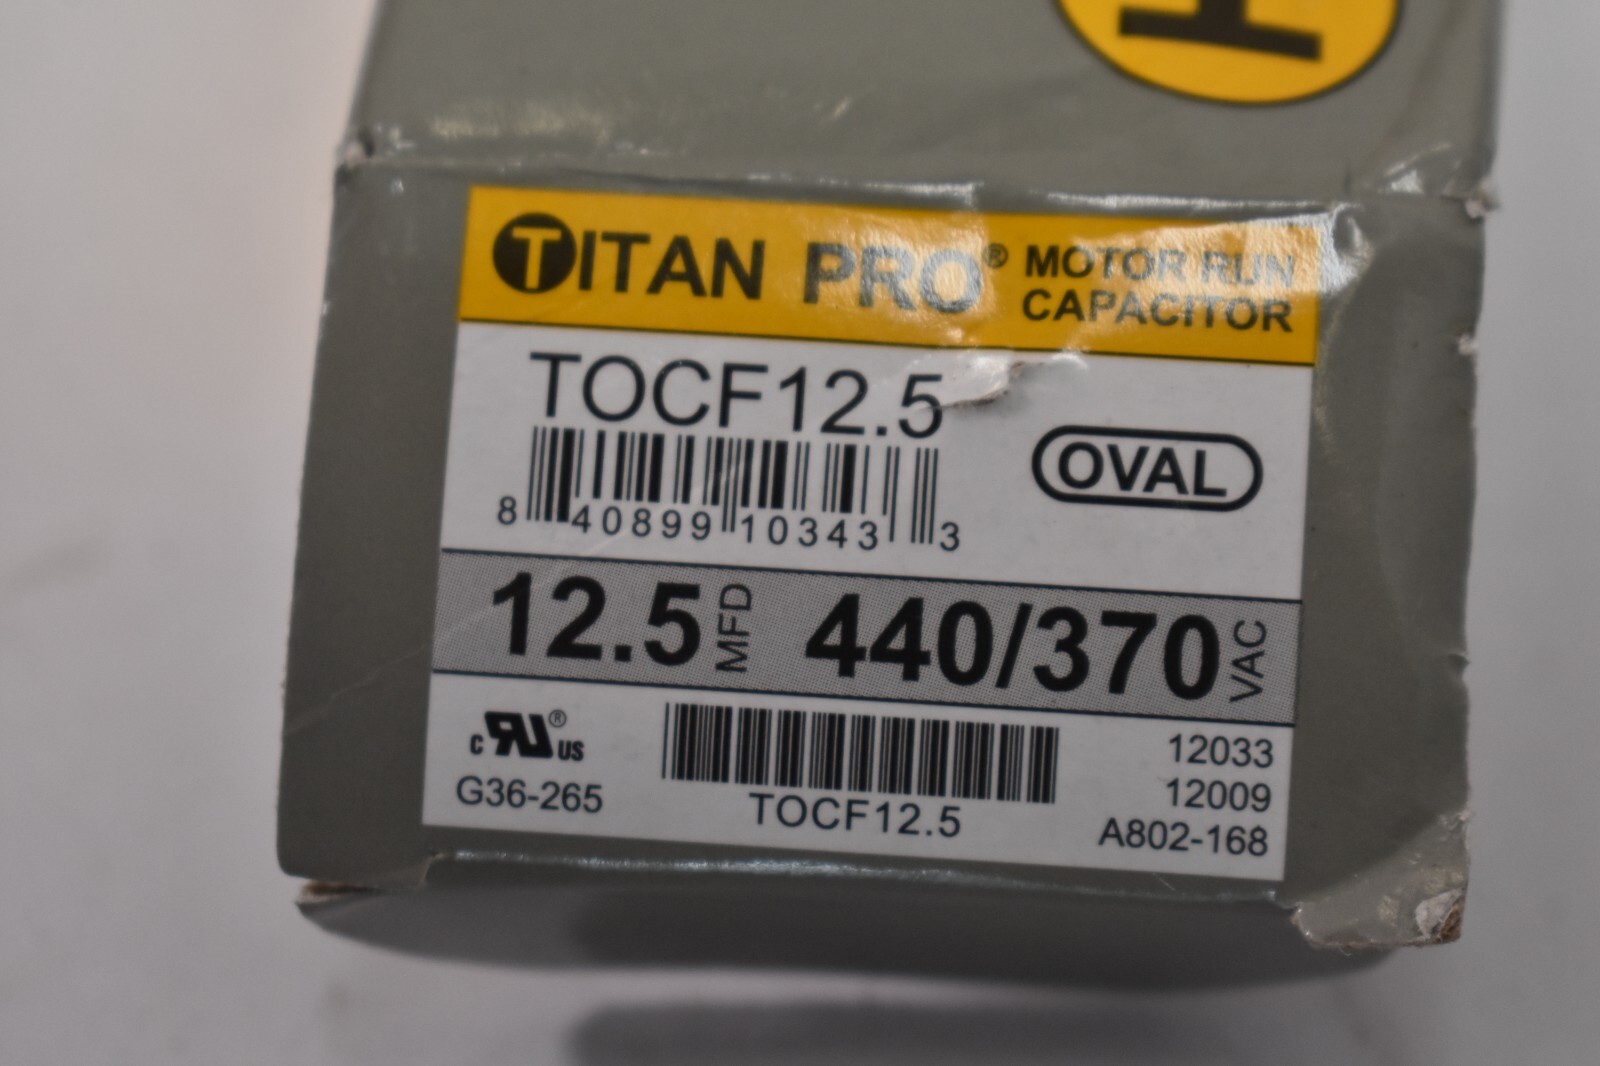 TITAN PRO® MOTOR RUN
CAPACITOR
TOCF12.5
OVAL
8 40899 10343 3
12.5 MFD 440/370 VAC
c RU® US
G36-265
TOCF12.5
12033
12009
A802-168